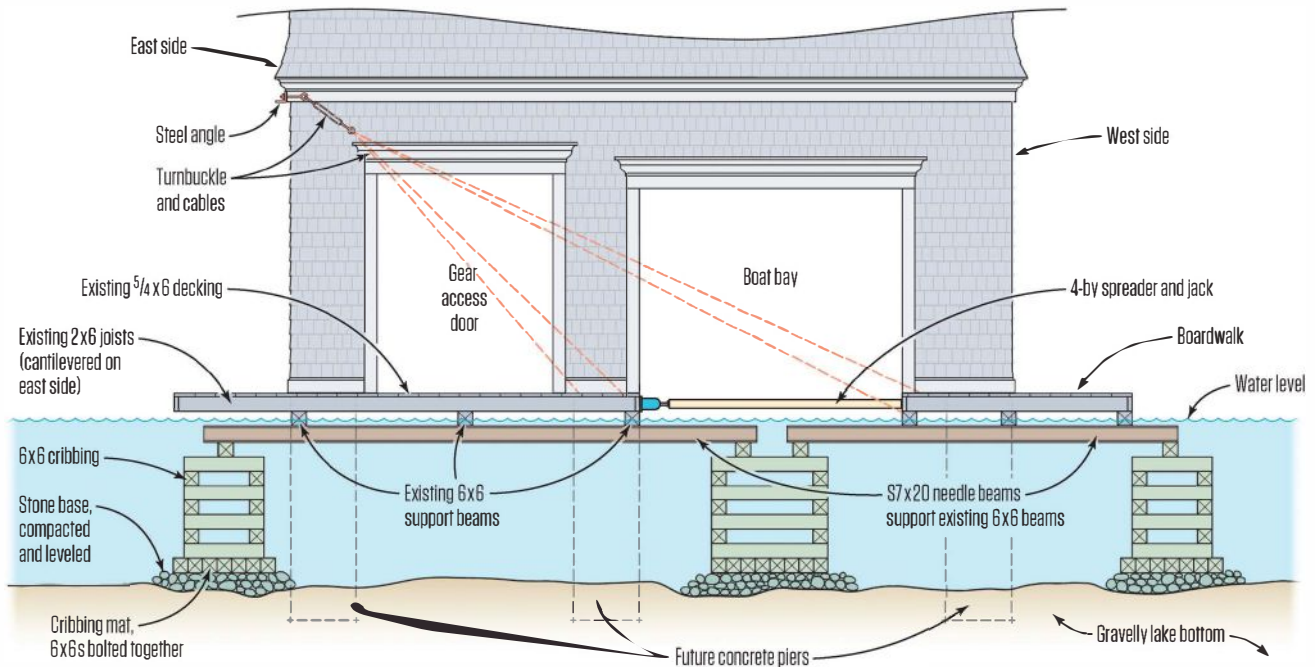 East side
Steel angle
Turnbuckle
and cables
West side
Gear
access
door
Boat bay
Existing 5/4 x 6 decking
4-by spreader and jack
Existing 2x6 joists
(cantilevered on
east side)
Boardwalk
Water level
6x6 cribbing
Existing 6x6
support beams
S7x20 needle beams
support existing 6x6 beams
Stone base,
compacted
and leveled
Cribbing mat,
6x6s bolted together
Future concrete piers
Gravelly lake bottom